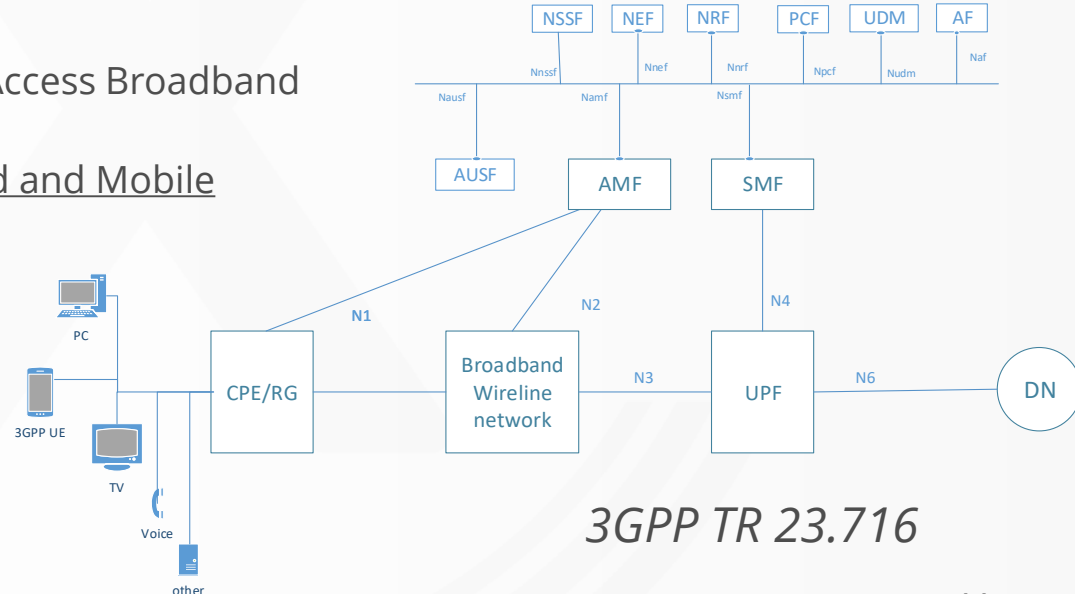 NSSF
NEF
NRF
PCF
UDM
AF
Access Broadband
Nnssf
Nnef
Nnrf
Npcf
Nudm
Naf
Nausf
Namf
Nsmf
and Mobile
AUSF
AMF
SMF
N1
N2
N4
PC
3GPP UE
TV
Voice
other
CPE/RG
Broadband
Wireline
network
N3
UPF
N6
DN
3GPP TR 23.716